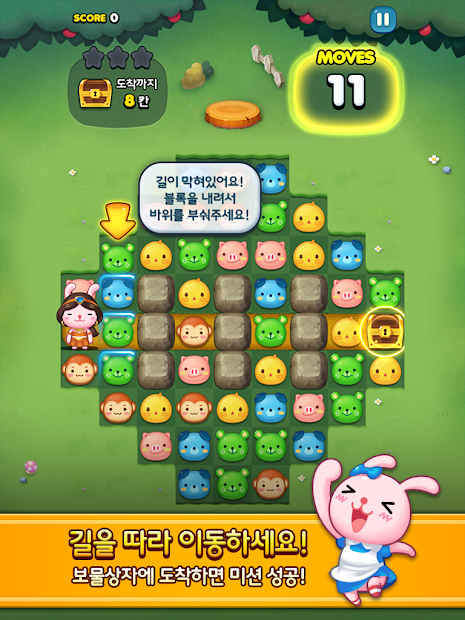 SCORE 0
MOVES
11
도착까지
8 칸
길이 막혀있어요!
블록을 내려서
바위를 부숴주세요!
길을 따라 이동하세요!
보물상자에 도착하면 미션 성공!